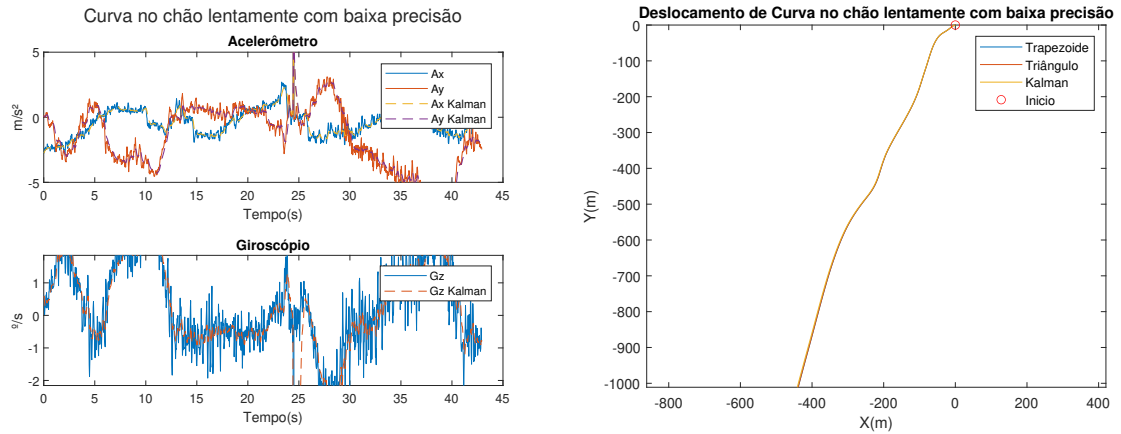 Curva no chão lentamente com baixa precisão
Acelerômetro
5
0
-5
m/s²
Ax
Ay
Ax Kalman
Ay Kalman
0 5 10 15 20 25 30 35 40 45
Tempo(s)
Giroscópio
1
0
-1
-2
º/s
Gz
Gz Kalman
0 5 10 15 20 25 30 35 40 45
Tempo(s)
Deslocamento de Curva no chão lentamente com baixa precisão
0
-100
-200
-300
-400
-500
-600
-700
-800
-900
-1000
Y(m)
Trapezoide
Triângulo
Kalman
Inicio
-800 -600 -400 -200 0 200 400
X(m)